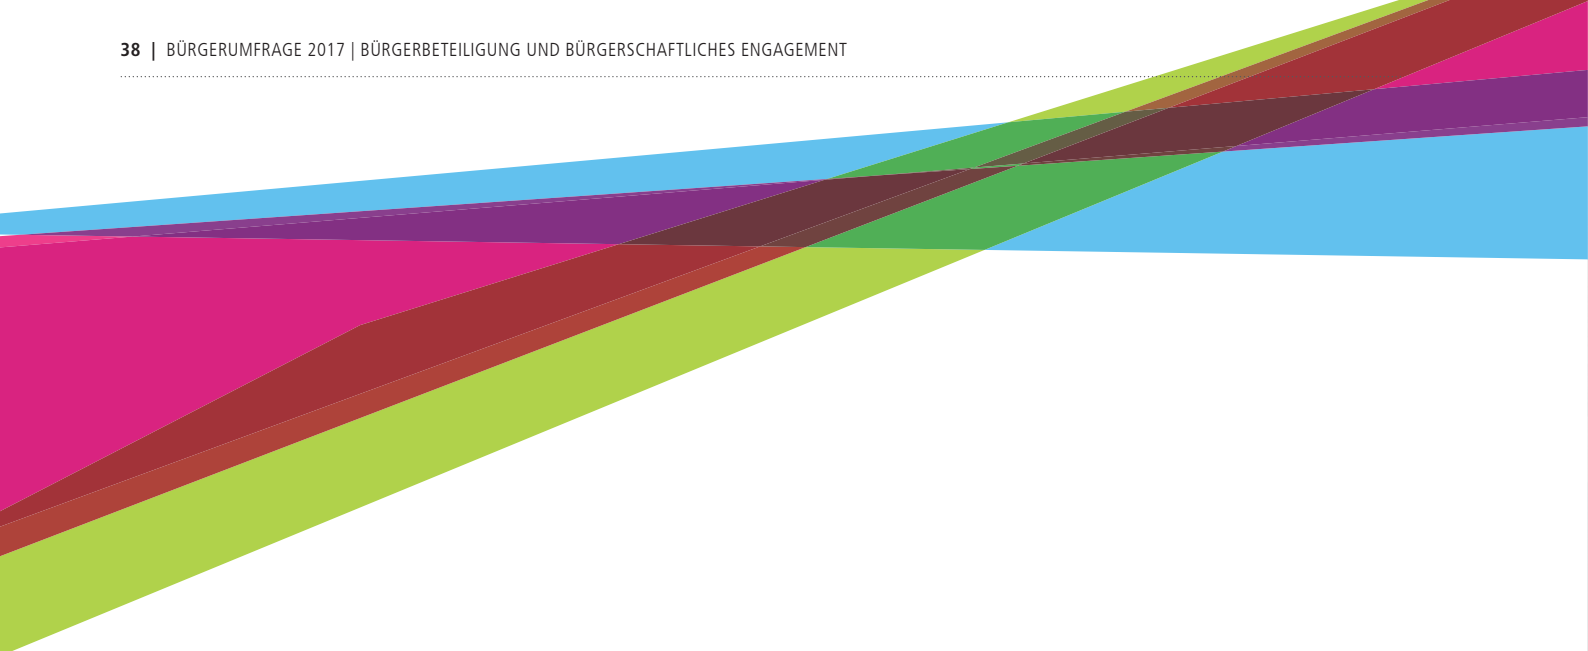 38 | BÜRGERUMFRAGE 2017 | BÜRGERBETEILIGUNG UND BÜRGERSCHAFTLICHES ENGAGEMENT